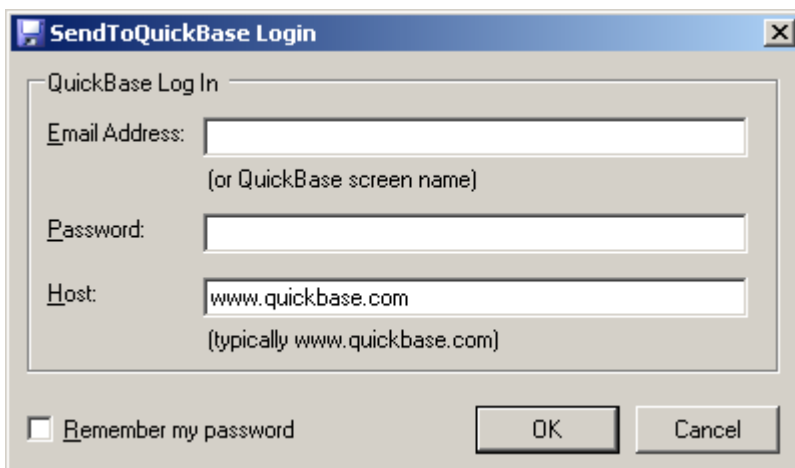 SendToQuickBase Login
QuickBase Log In
Email Address:
(or QuickBase screen name)
Password:
Host: www.quickbase.com
(typically www.quickbase.com)
Remember my password OK Cancel